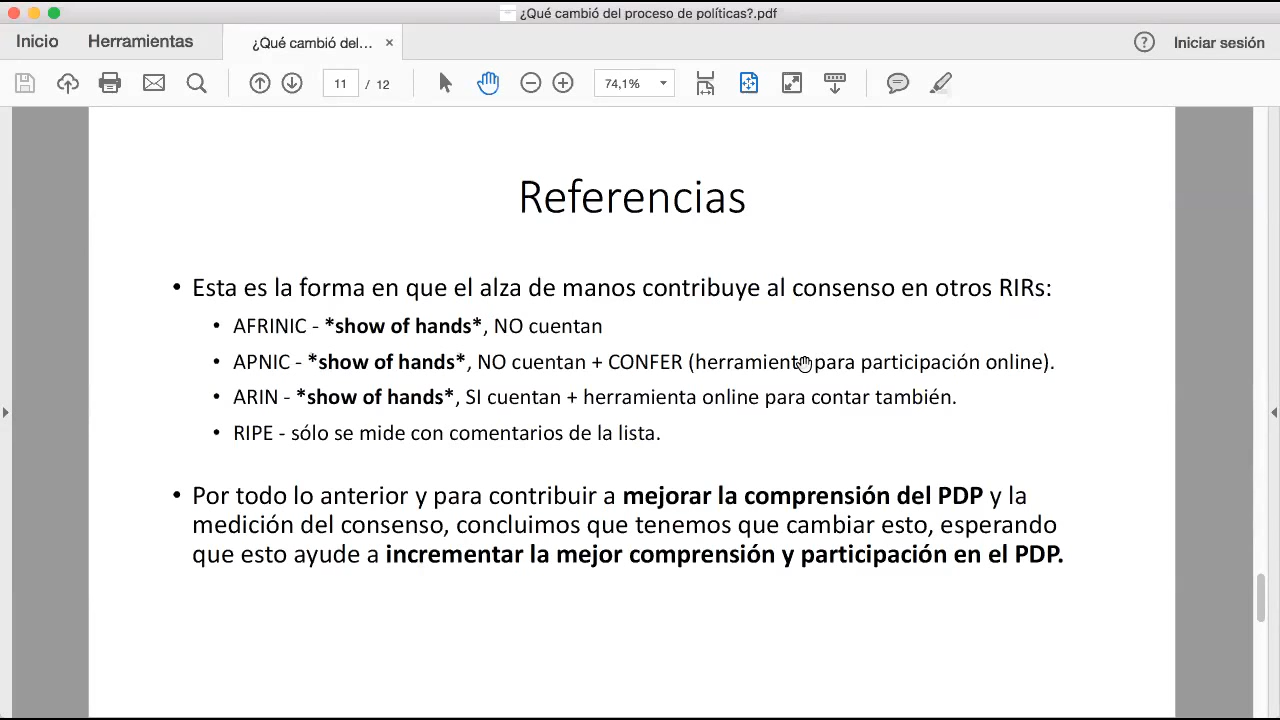 ¿Qué cambió del proceso de políticas?.pdf
Inicio Herramientas ¿Qué cambió del... × Iniciar sesión
11 / 12 74,1%
Referencias
• Esta es la forma en que el alza de manos contribuye al consenso en otros RIRs:
• AFRINIC - *show of hands*, NO cuentan
• APNIC - *show of hands*, NO cuentan + CONFER (herramienta para participación online).
• ARIN - *show of hands*, SI cuentan + herramienta online para contar también.
• RIPE - sólo se mide con comentarios de la lista.
• Por todo lo anterior y para contribuir a mejorar la comprensión del PDP y la
medición del consenso, concluimos que tenemos que cambiar esto, esperando
que esto ayude a incrementar la mejor comprensión y participación en el PDP.